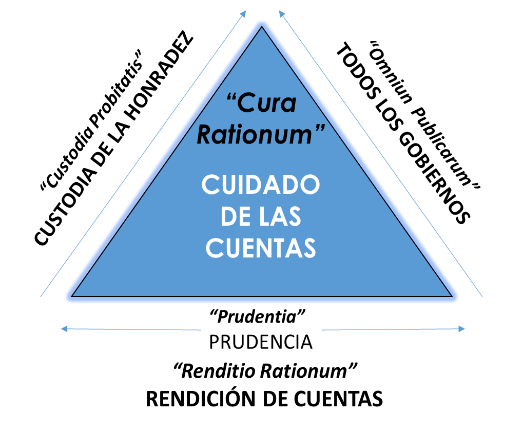 “Custodia Probitatis”
CUSTODIA DE LA HONRADEZ
“Omniun Publicarum”
TODOS LOS GOBIERNOS
“Cura
Rationum”
CUIDADO
DE LAS
CUENTAS
“Prudentia”
PRUDENCIA
“Renditio Rationum”
RENDICIÓN DE CUENTAS